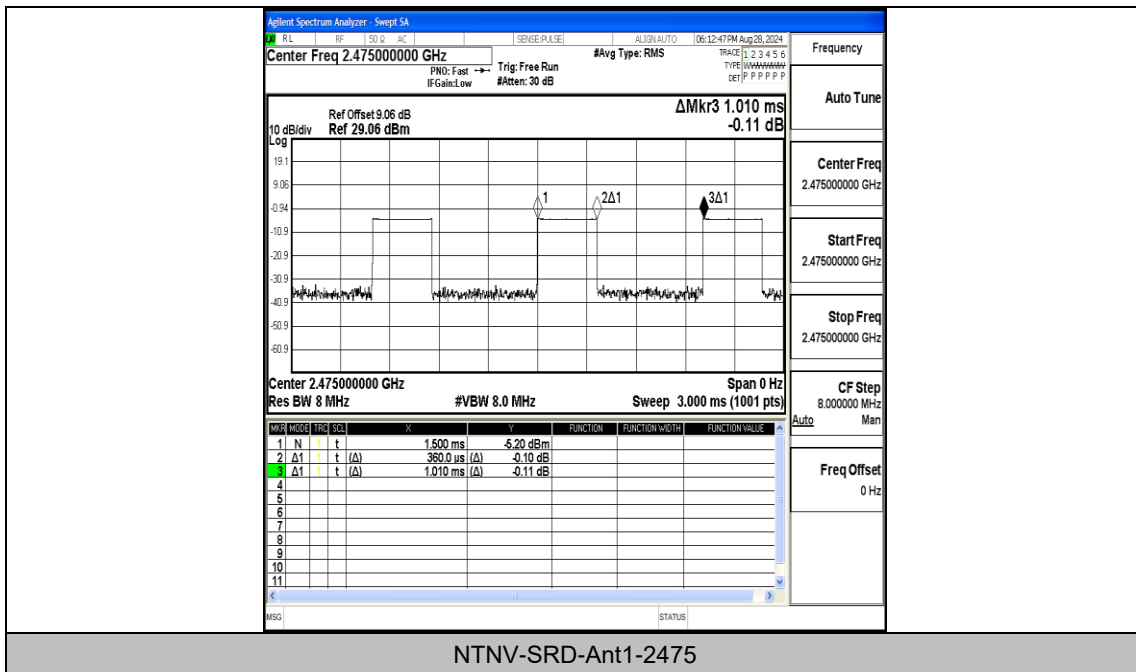 Agilent Spectrum Analyzer - Swept SA
RL RF 50 Ω AC SENSE:PULSE ALIGN AUTO 06:12:47 PM Aug 28, 2024
Center Freq 2.475000000 GHz
#Avg Type: RMS
TRACE 1 2 3 4 5 6
TYPE
DET P P P P P P
PNO: Fast
IFGain:Low
Trig: Free Run
#Atten: 30 dB
ΔMkr3 1.010 ms
-0.11 dB
Ref Offset 9.06 dB
Ref 29.06 dBm
10 dB/div
Log
19.1
9.06
-0.94
-10.9
-20.9
-30.9
-40.9
-50.9
-60.9
1
2Δ1
3Δ1
Center 2.475000000 GHz Span 0 Hz
Res BW 8 MHz #VBW 8.0 MHz Sweep 3.000 ms (1001 pts)
MKR MODE TRC SCL X Y FUNCTION FUNCTION WIDTH FUNCTION VALUE
1 N 1 t 1.500 ms -5.20 dBm
2 Δ1 1 t (Δ) 360.0 µs (Δ) -0.10 dB
3 Δ1 1 t (Δ) 1.010 ms (Δ) -0.11 dB
4
5
6
7
8
9
10
11
MSG STATUS
Frequency
Auto Tune
Center Freq
2.475000000 GHz
Start Freq
2.475000000 GHz
Stop Freq
2.475000000 GHz
CF Step
8.000000 MHz
Auto Man
Freq Offset
0 Hz
NTNV-SRD-Ant1-2475